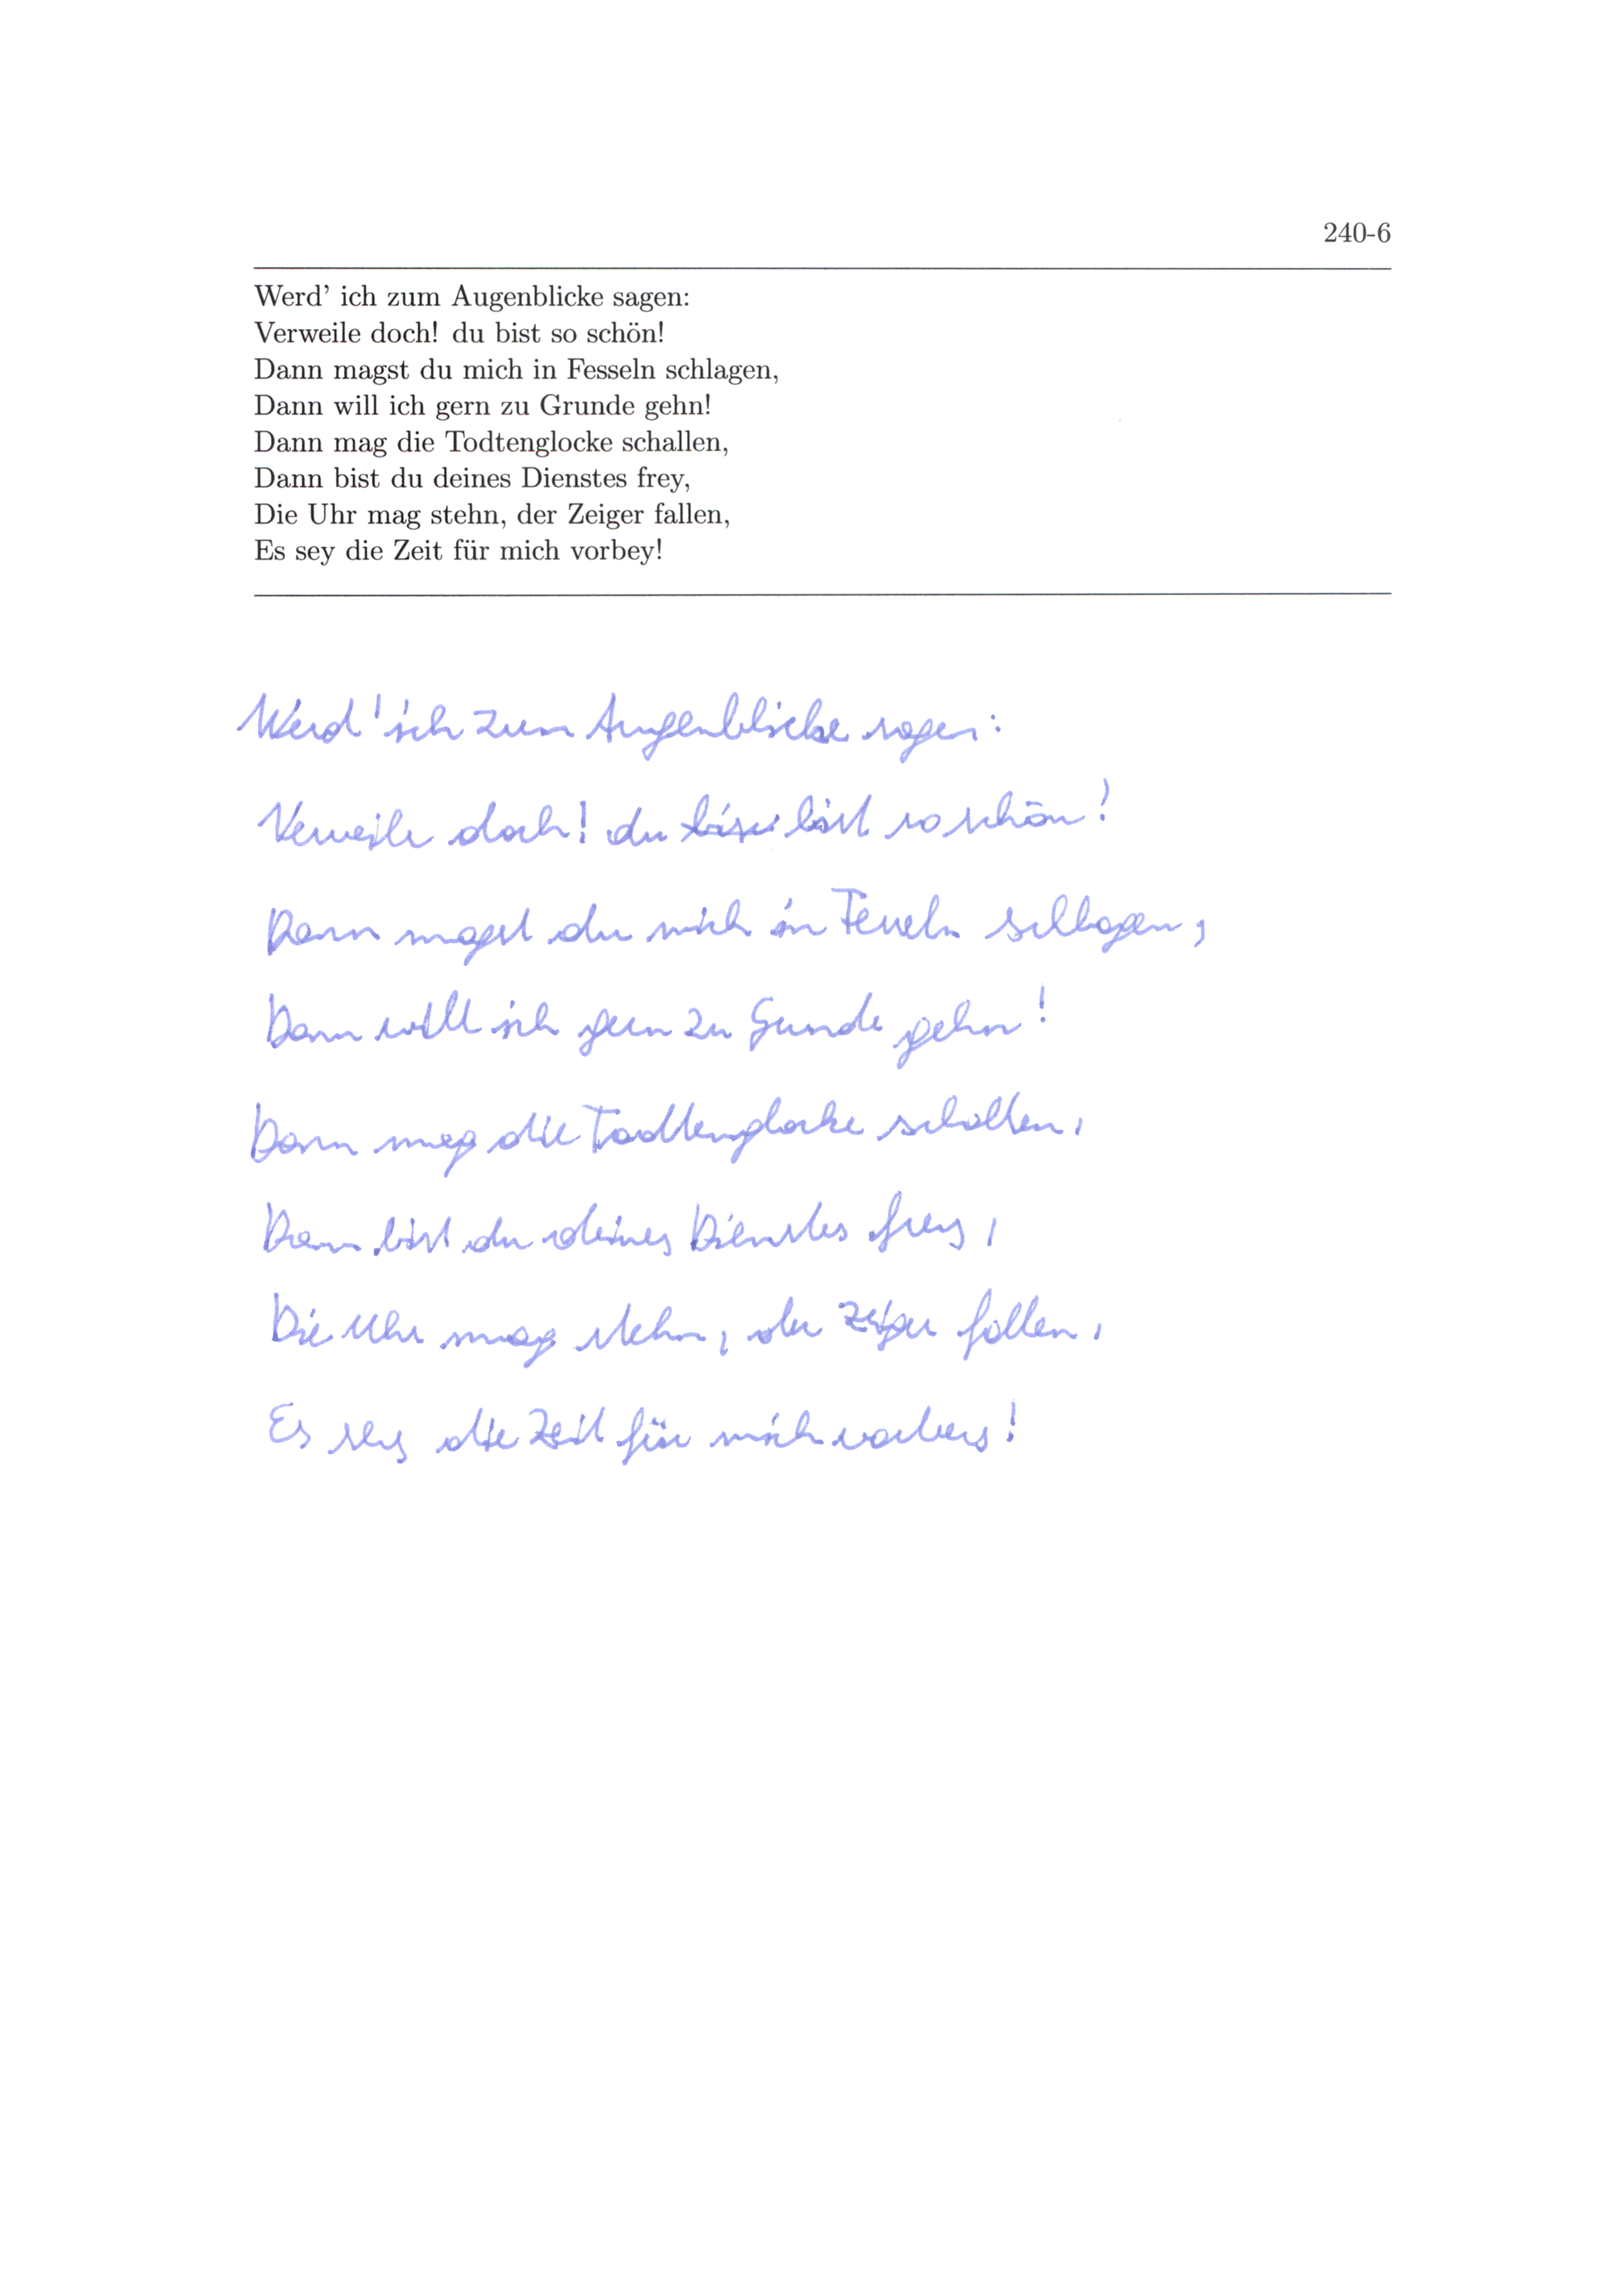 240-6
Werd' ich zum Augenblicke sagen:
Verweile doch! du bist so schön!
Dann magst du mich in Fesseln schlagen,
Dann will ich gern zu Grunde gehn!
Dann mag die Todtenglocke schallen,
Dann bist du deines Dienstes frey,
Die Uhr mag stehn, der Zeiger fallen,
Es sey die Zeit für mich vorbey!
Werd' ich zum Augenblicke sagen:
Verweile doch! du bist so schön!
Dann magst du mich in Fesseln schlagen,
Dann will ich gern zu Grunde gehn!
Dann mag die Todtenglocke schallen,
Dann bist du deines Dienstes frey,
Die Uhr mag stehn, der Zeiger fallen,
Es sey die Zeit für mich vorbey!